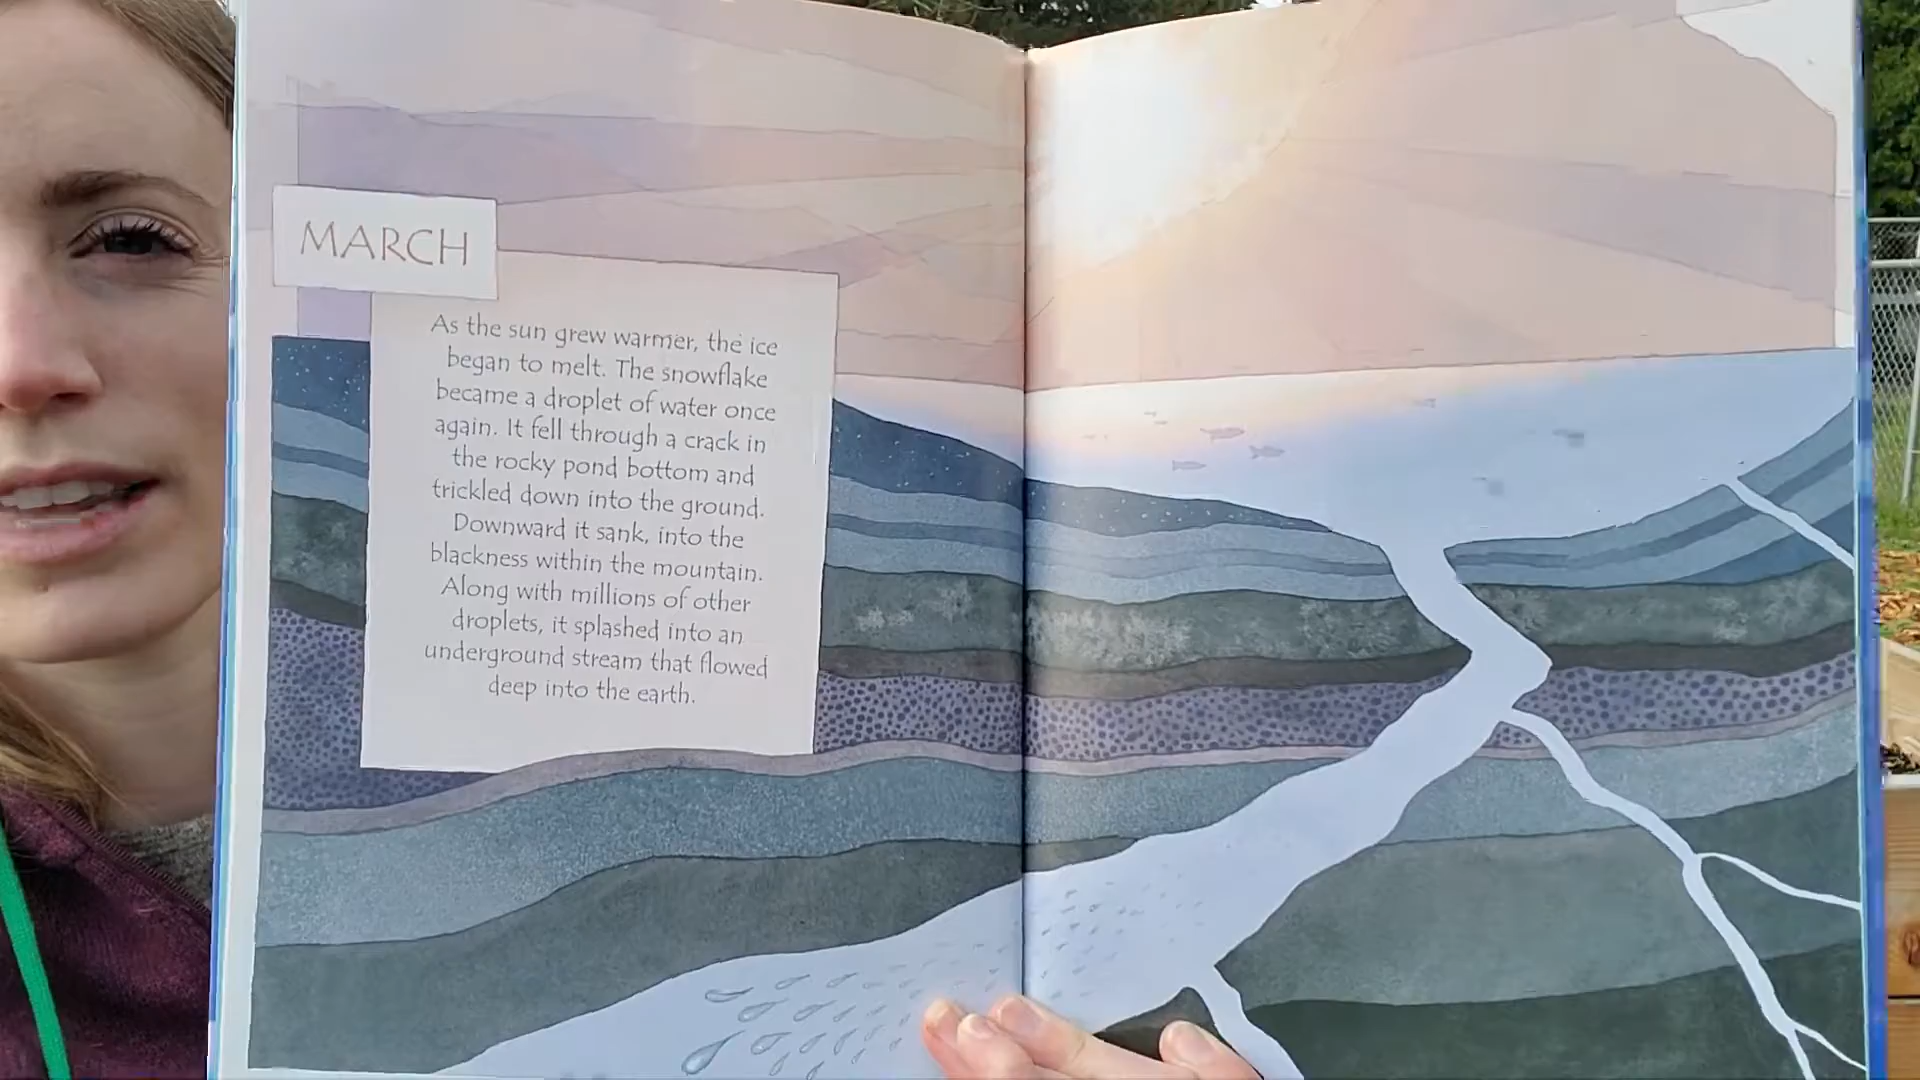 MARCH
As the sun grew warmer, the ice
began to melt. The snowflake
became a droplet of water once
again. It fell through a crack in
the rocky pond bottom and
trickled down into the ground.
Downward it sank, into the
blackness within the mountain.
Along with millions of other
droplets, it splashed into an
underground stream that flowed
deep into the earth.